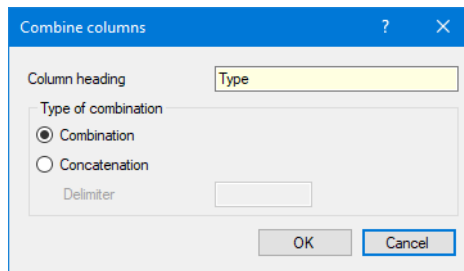 Combine columns ?
Column heading Type
Type of combination
Combination
Concatenation
Delimiter
OK Cancel